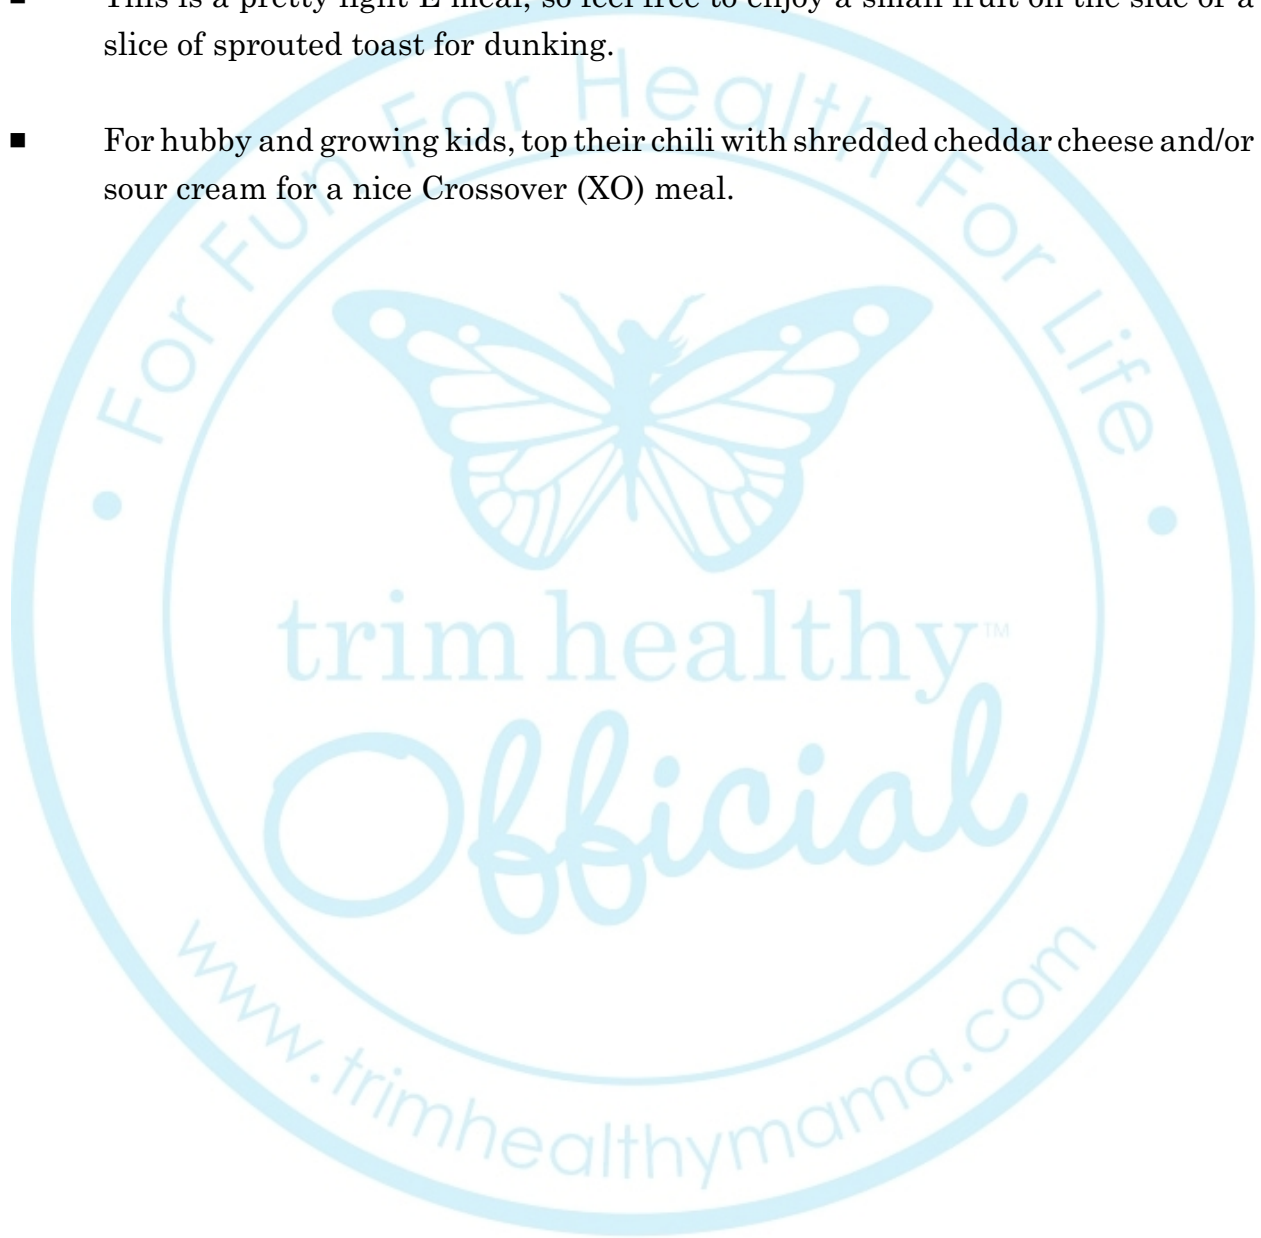 This is a pretty light E meal, so feel free to enjoy a small fruit on the side or a
slice of sprouted toast for dunking.
■ For hubby and growing kids, top their chili with shredded cheddar cheese and/or
sour cream for a nice Crossover (XO) meal.
• For Fun For Health For Life •
trim healthy™
Official
www.trimhealthymama.com